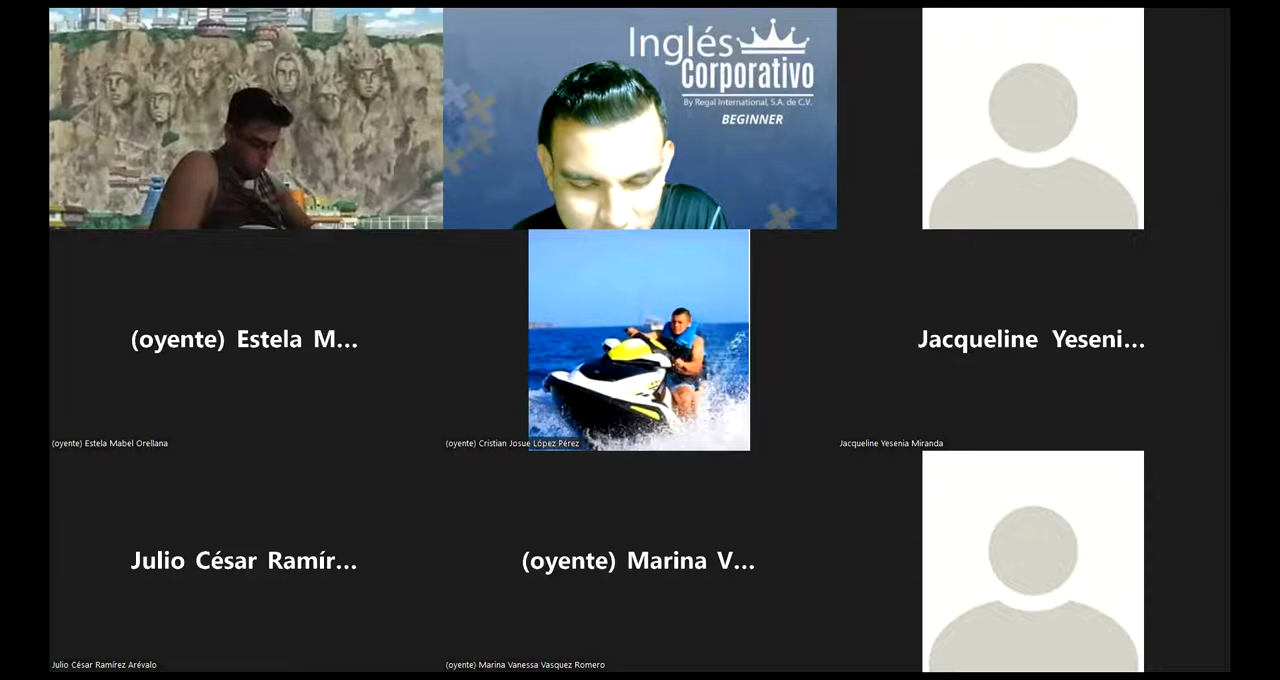 Inglés
Corporativo
By Regal International, S.A. de C.V.
BEGINNER
(oyente) Estela M...
Jacqueline Yeseni...
(oyente) Estela Mabel Orellana
(oyente) Cristian Josue López Pérez
Jacqueline Yesenia Miranda
Julio César Ramír...
(oyente) Marina V...
Julio César Ramírez Arévalo
(oyente) Marina Vanessa Vasquez Romero